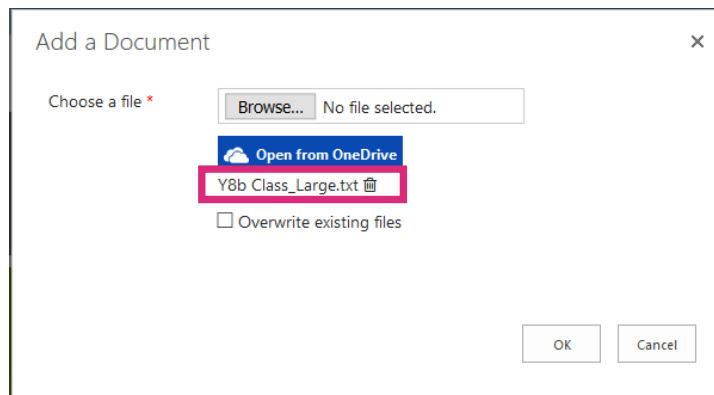 Add a Document
Choose a file *
Browse... No file selected.
Open from OneDrive
Y8b Class_Large.txt
Overwrite existing files
OK Cancel